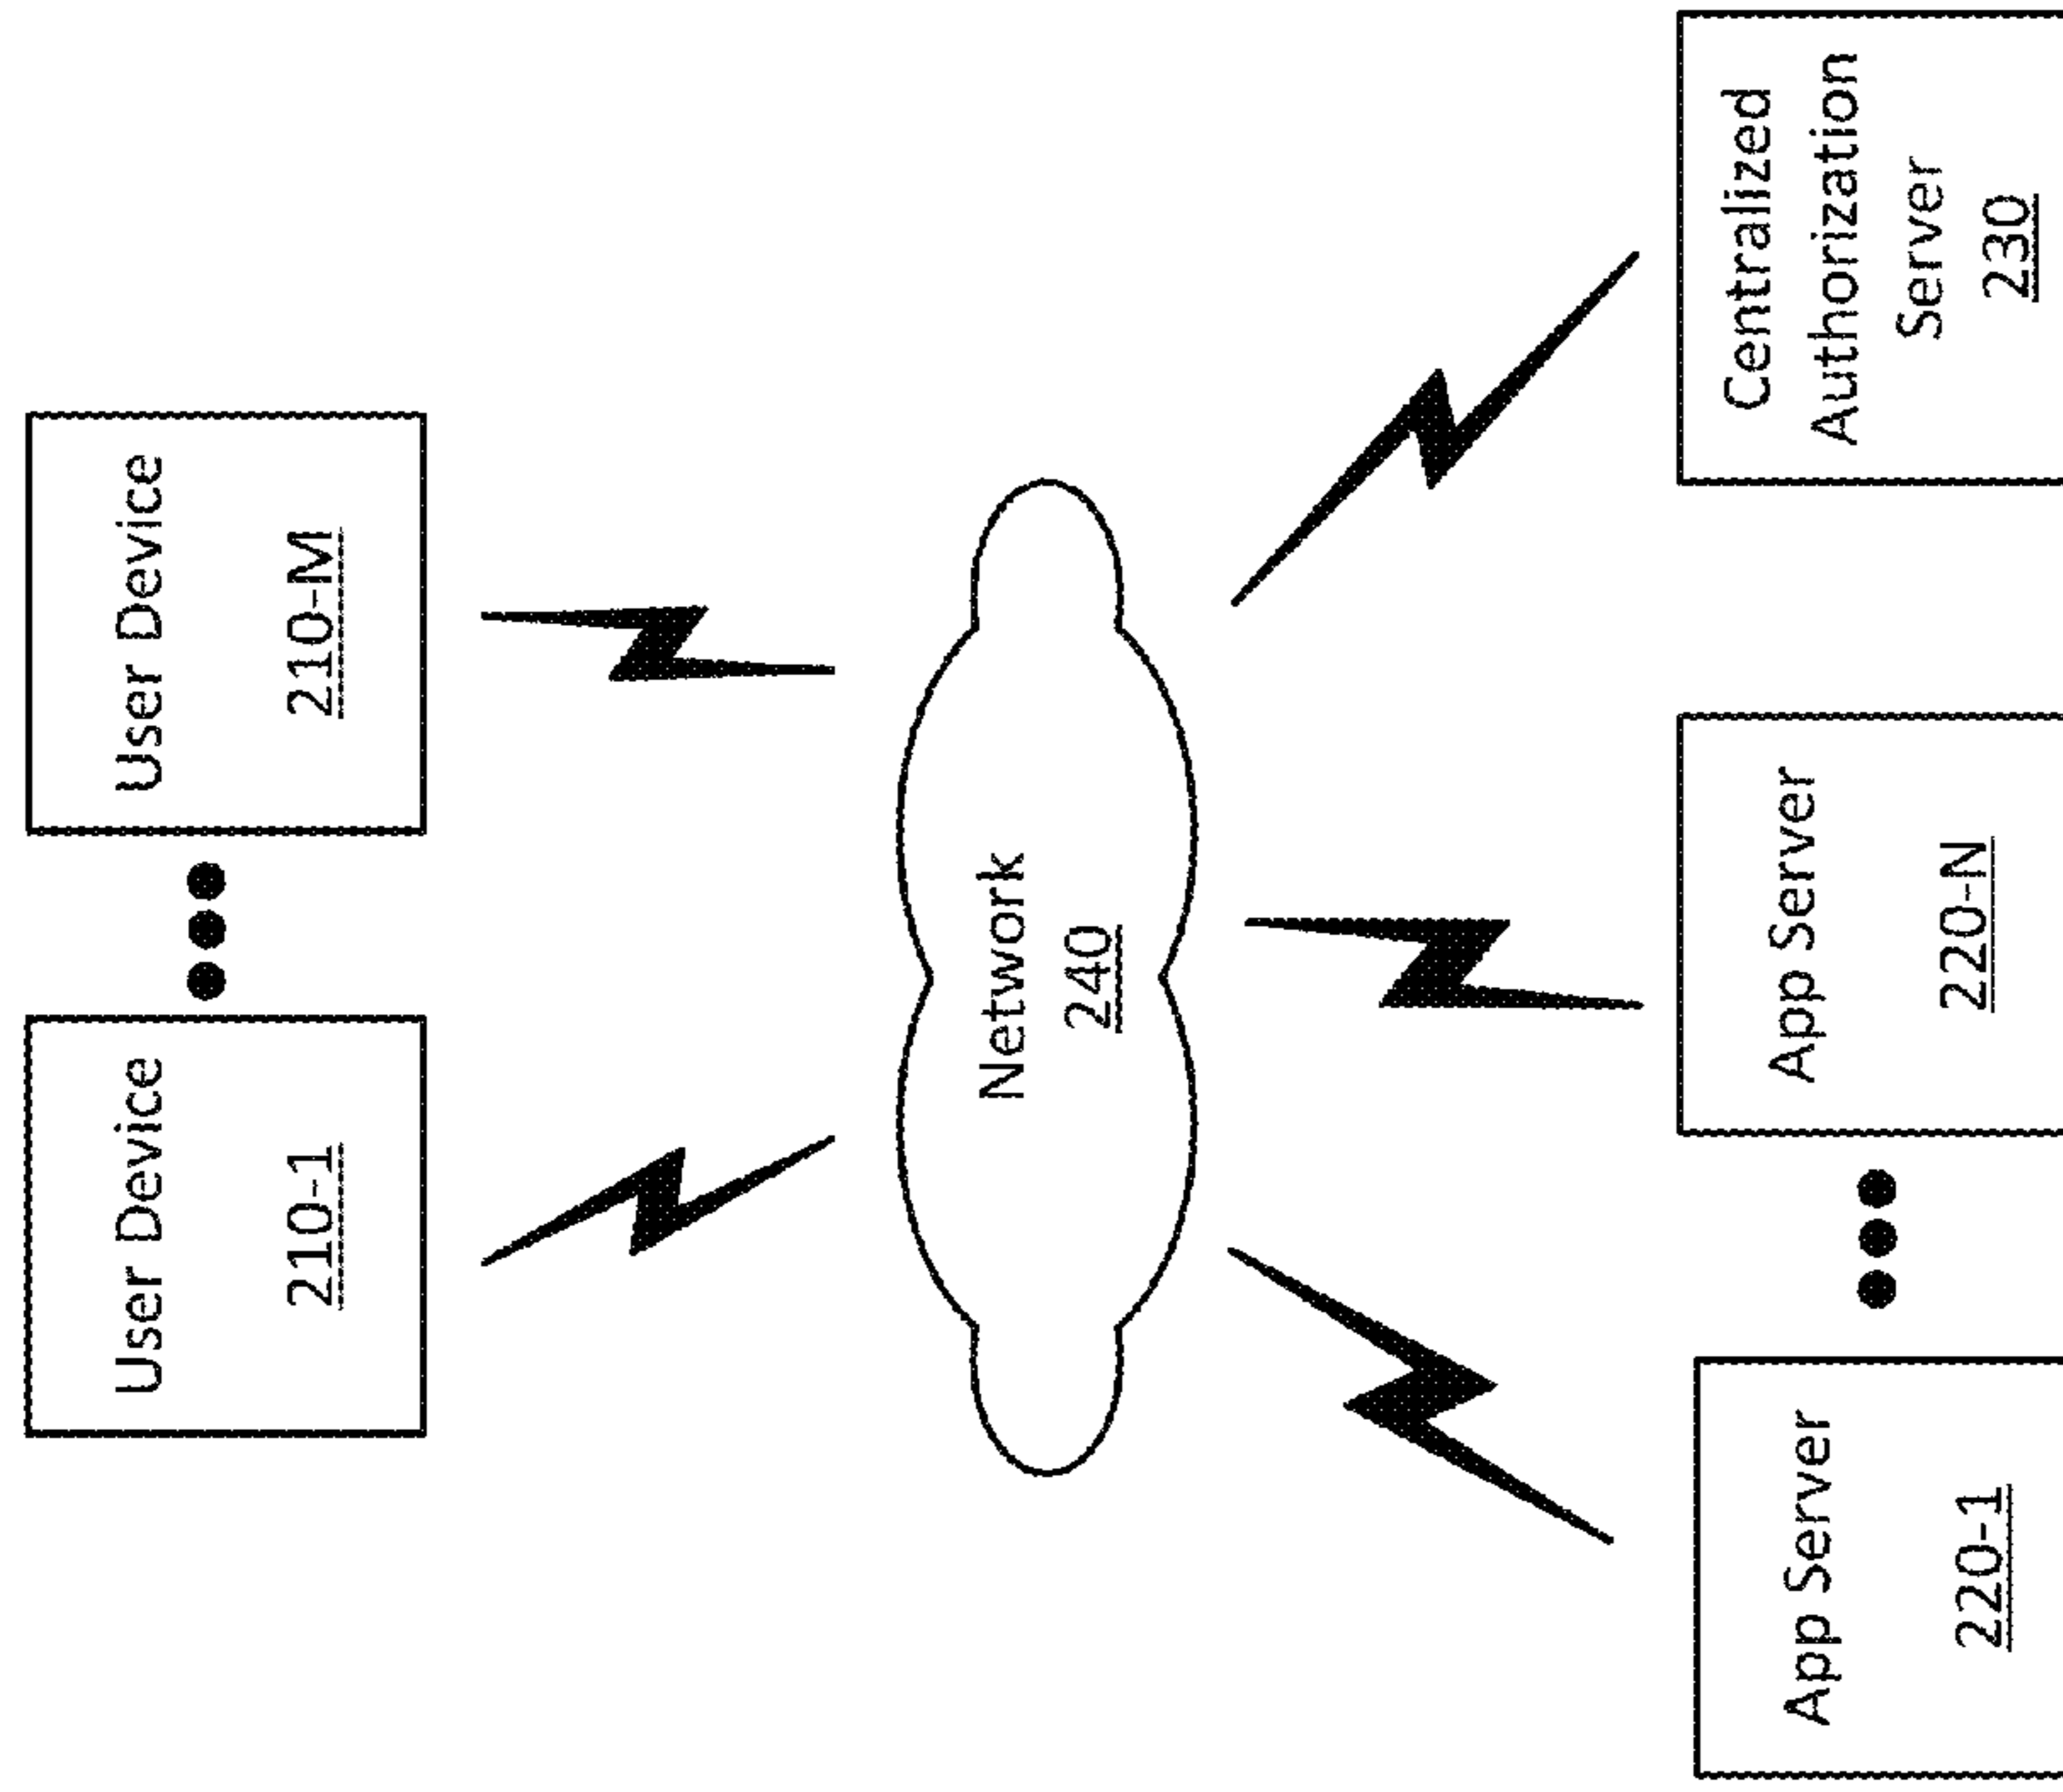 User Device
210-1
User Device
210-M
Network
240
App Server
220-1
App Server
220-N
Centralized
Authorization
Server
230